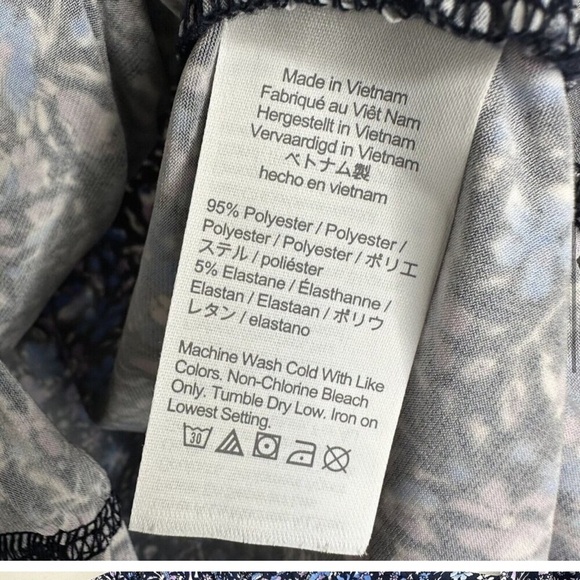 Made in Vietnam
Fabriqué au Viêt Nam
Hergestellt in Vietnam
Vervaardigd in Vietnam
ベトナム製
hecho en vietnam
95% Polyester / Polyester /
Polyester / Polyester / ポリエ
ステル / poliéster
5% Elastane / Élasthanne /
Elastan / Elastaan / ポリウ
レタン / elastano
Machine Wash Cold With Like
Colors. Non-Chlorine Bleach
Only. Tumble Dry Low. Iron on
Lowest Setting.
30